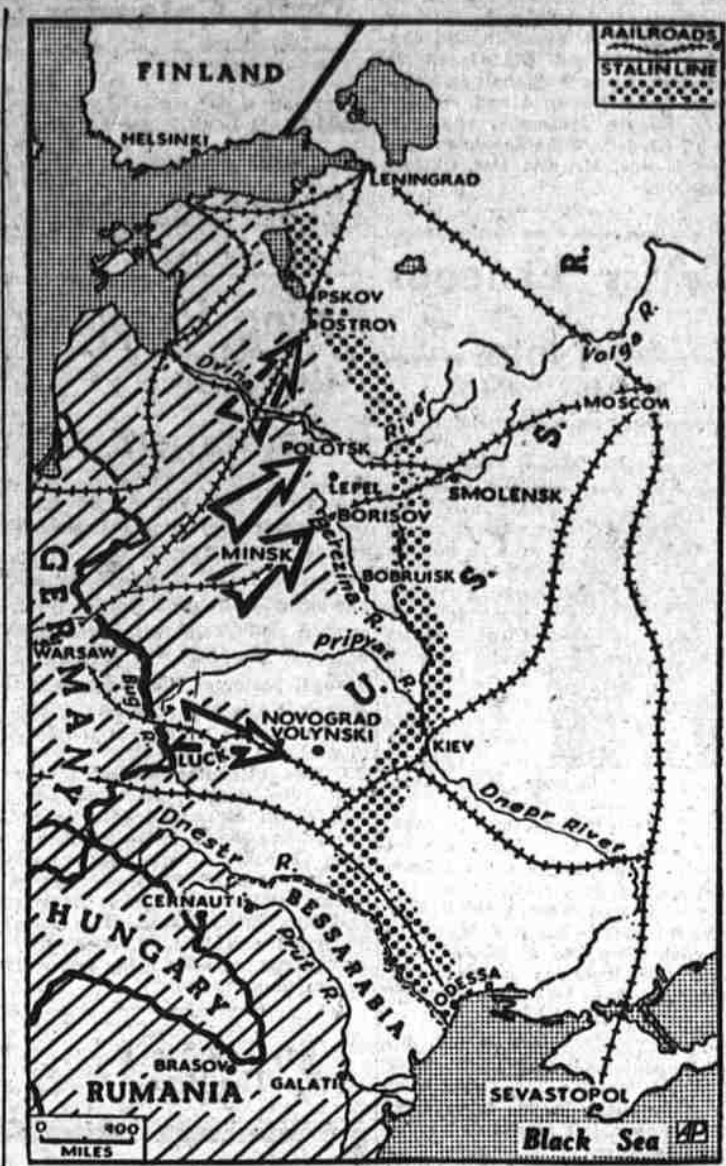 RAILROADS
STALIN LINE
FINLAND
HELSINKI
LENINGRAD
R.
PSKOV
OSTROV
Volga R.
Dvina
River
MOSCOW
S.
POLOTSK
LEPEL
SMOLENSK
BORISOV
MINSK
Berezina R.
BOBRUISK
S.
GERMANY
WARSAW
Pripyat R.
Bug R.
U.
NOVOGRAD
VOLYNSKI
LUCK
KIEV
Dnepr River
Dnestr R.
CERNAUTI
BESSARABIA
HUNGARY
Prut R.
ODESSA
BRASOV
RUMANIA
GALATI
SEVASTOPOL
0
MILES
Black Sea
AP